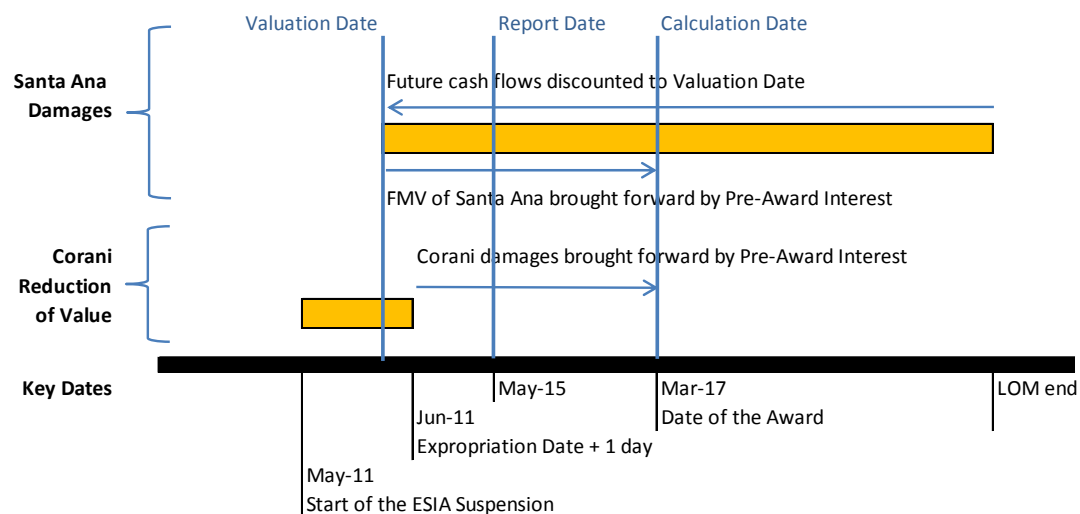 Valuation Date
Report Date
Calculation Date
Santa Ana
Damages
Future cash flows discounted to Valuation Date
FMV of Santa Ana brought forward by Pre-Award Interest
Corani
Reduction
of Value
Corani damages brought forward by Pre-Award Interest
Key Dates
May-15
Mar-17
LOM end
Jun-11
Date of the Award
Expropriation Date + 1 day
May-11
Start of the ESIA Suspension